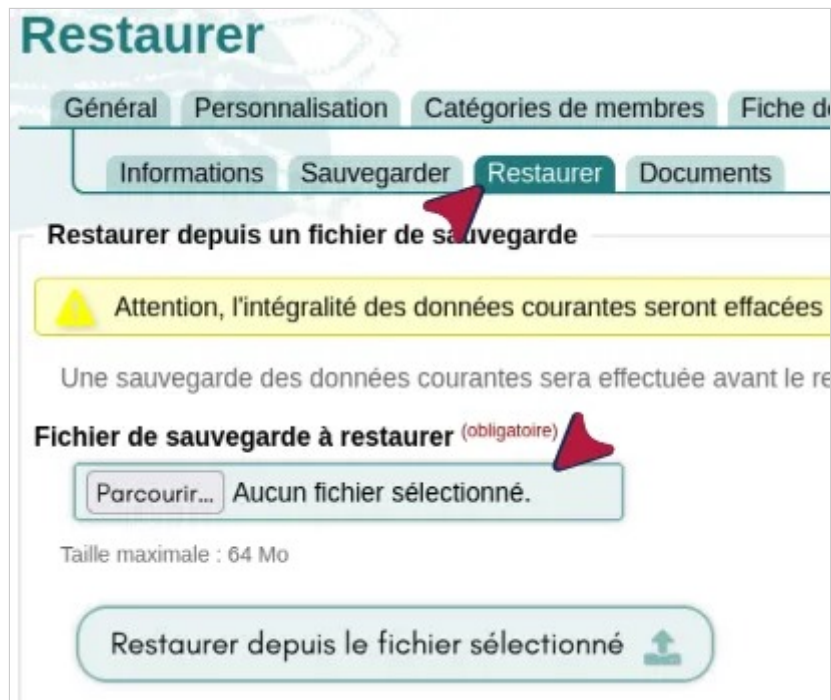 Restaurer
Général Personnalisation Catégories de membres Fiche de
Informations Sauvegarder Restaurer Documents
Restaurer depuis un fichier de sauvegarde
Attention, l'intégralité des données courantes seront effacées
Une sauvegarde des données courantes sera effectuée avant le re
Fichier de sauvegarde à restaurer (obligatoire)
Parcourir... Aucun fichier sélectionné.
Taille maximale : 64 Mo
Restaurer depuis le fichier sélectionné